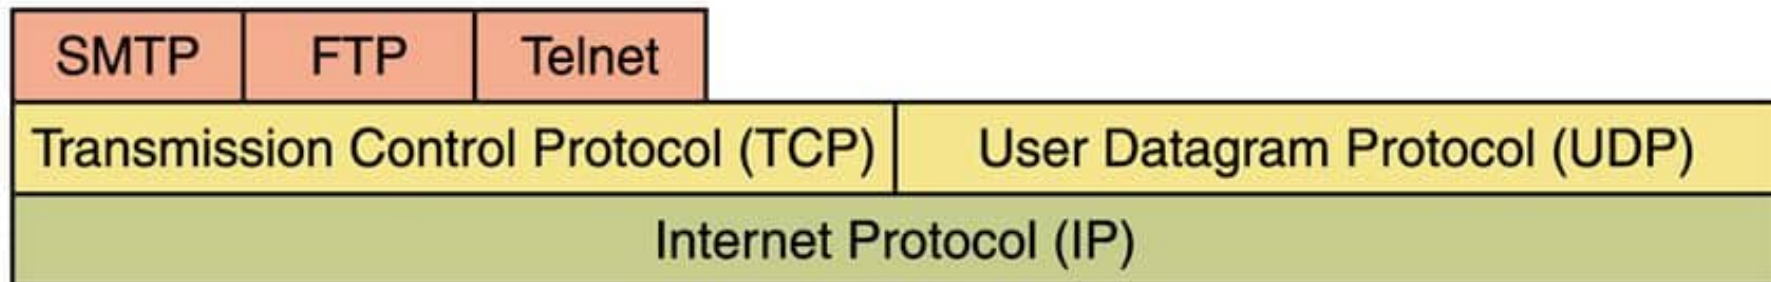 SMTP FTP Telnet
Transmission Control Protocol (TCP) User Datagram Protocol (UDP)
Internet Protocol (IP)